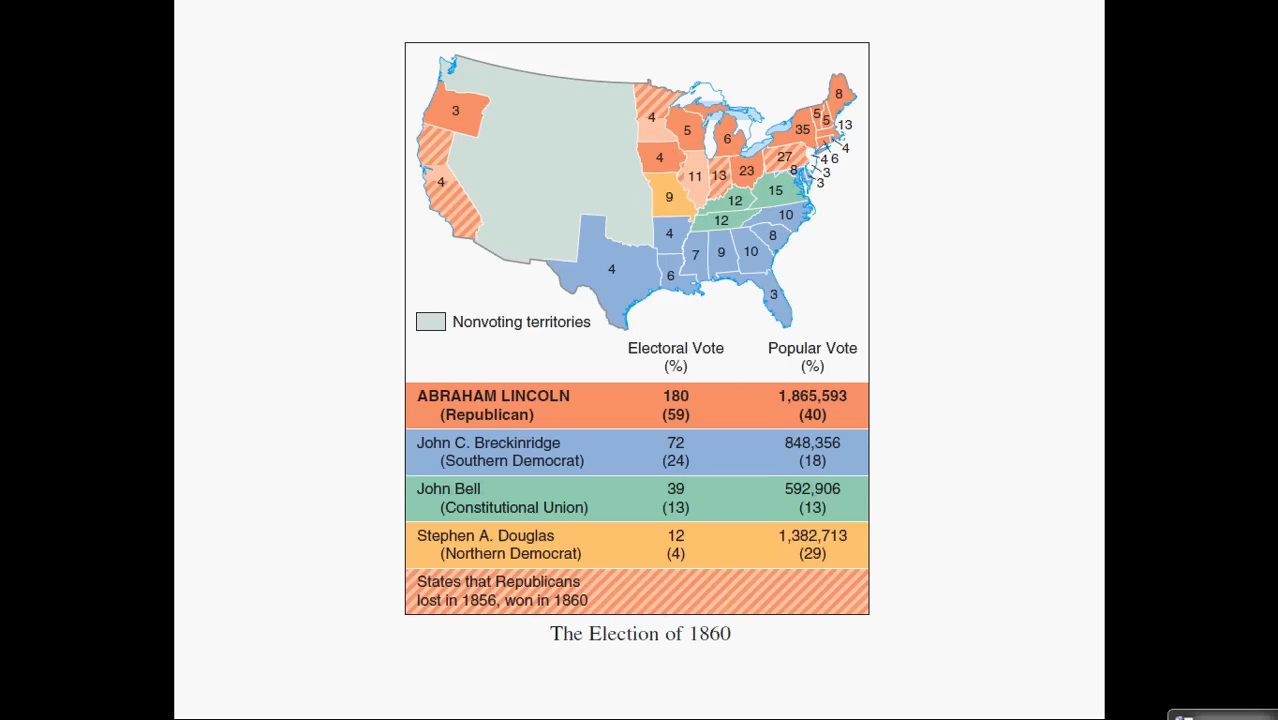 8
3
5
5
4
13
5
35
6
4
27
4
23
4 6
11
13
8
3
4
3
9
12
15
12
10
4
8
7
9
10
4
6
3
Nonvoting territories
Electoral Vote Popular Vote
(%) (%)
ABRAHAM LINCOLN 180 1,865,593
(Republican) (59) (40)
John C. Breckinridge 72 848,356
(Southern Democrat) (24) (18)
John Bell 39 592,906
(Constitutional Union) (13) (13)
Stephen A. Douglas 12 1,382,713
(Northern Democrat) (4) (29)
States that Republicans
lost in 1856, won in 1860
The Election of 1860